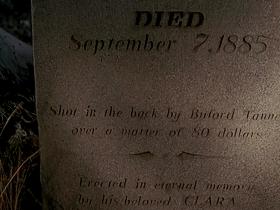 DIED
September 7, 1885
Shot in the back by Buford Tanne
over a matter of 80 dollars
Erected in eternal memory
by his beloved CLARA